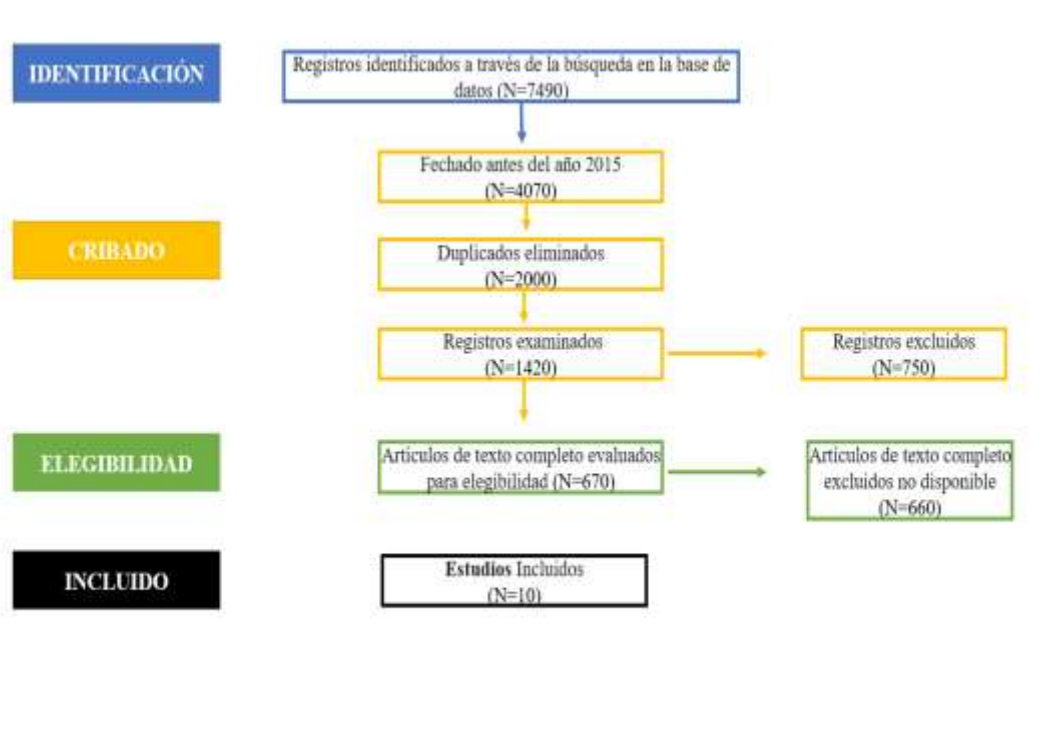 IDENTIFICACIÓN
Registros identificados a través de la búsqueda en la base de
datos (N=7490)
Fechado antes del año 2015
(N=4070)
CRIBADO
Duplicados eliminados
(N=2000)
Registros examinados
(N=1420)
Registros excluidos
(N=750)
ELEGIBILIDAD
Artículos de texto completo evaluados
para elegibilidad (N=670)
Artículos de texto completo
excluidos no disponible
(N=660)
INCLUIDO
Estudios Incluidos
(N=10)